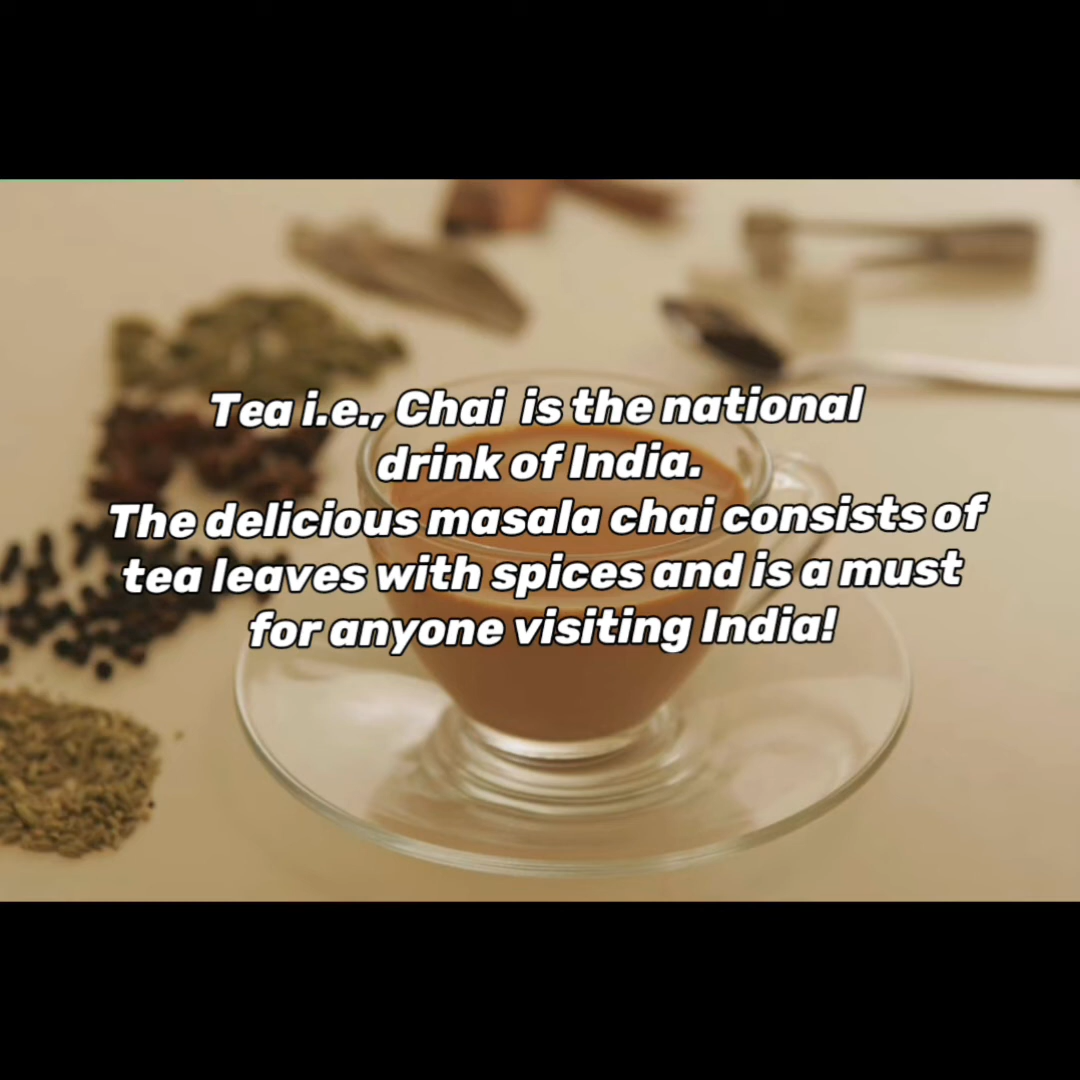 Tea i.e., Chai is the national
drink of India.
The delicious masala chai consists of
tea leaves with spices and is a must
for anyone visiting India!